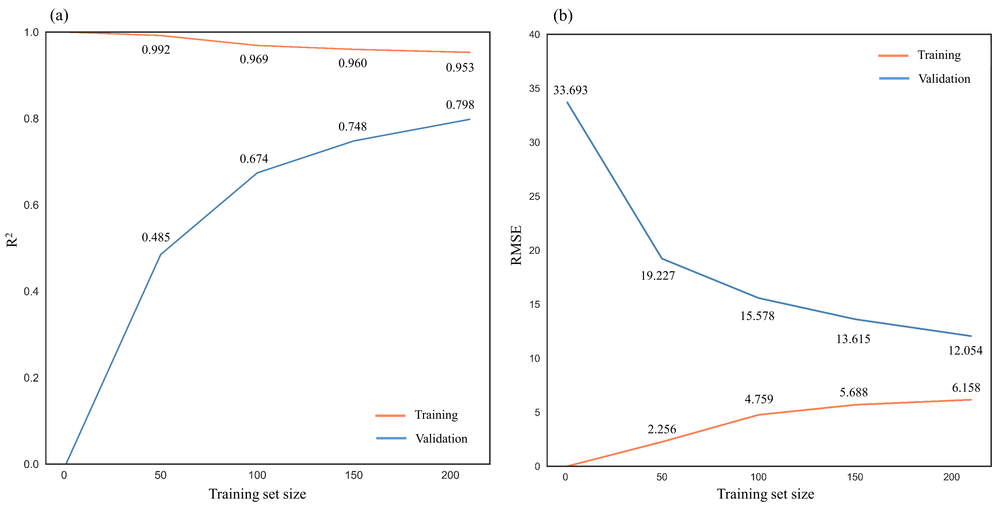 (a)
1.0
0.8
0.6
0.4
0.2
0.0
R²
0.992
0.969
0.960
0.953
0.798
0.748
0.674
0.485
Training
Validation
0 50 100 150 200
Training set size
(b)
40
35
30
25
20
15
10
5
0
RMSE
Training
Validation
33.693
19.227
15.578
13.615
12.054
6.158
5.688
4.759
2.256
0 50 100 150 200
Training set size